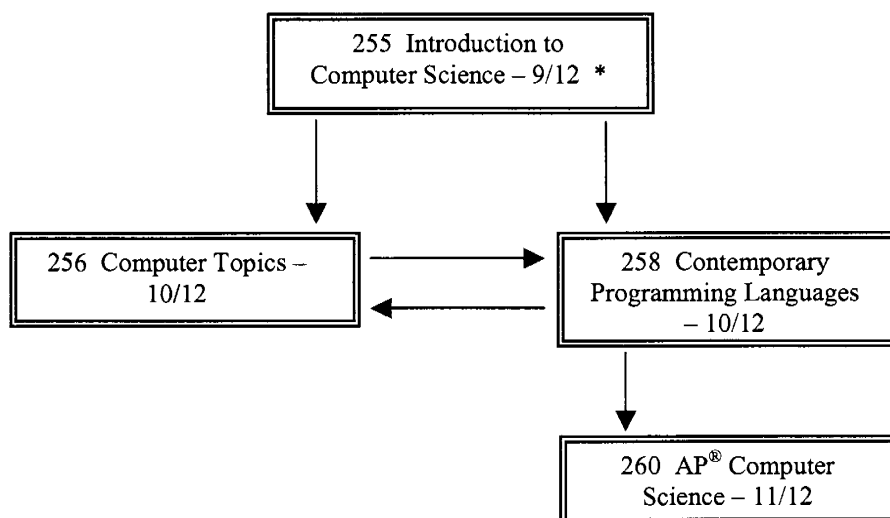 255 Introduction to
Computer Science – 9/12 *
256 Computer Topics –
10/12
258 Contemporary
Programming Languages
– 10/12
260 AP® Computer
Science – 11/12